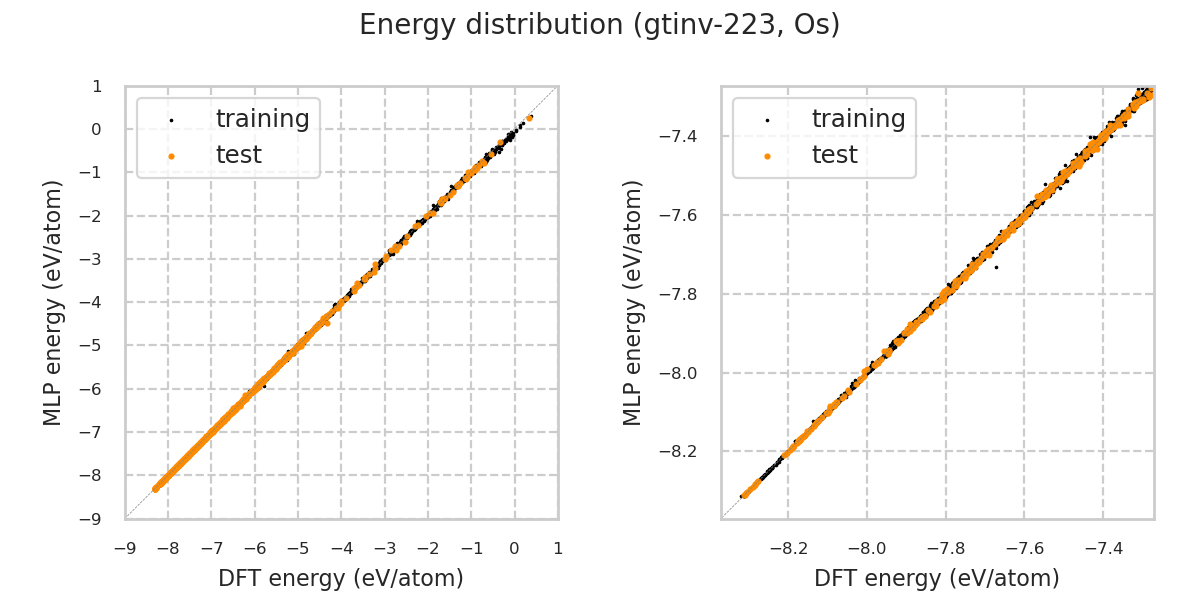 Energy distribution (gtinv-223, Os)
MLP energy (eV/atom)
1
0
−1
−2
−3
−4
−5
−6
−7
−8
−9
training
test
−9 −8 −7 −6 −5 −4 −3 −2 −1 0 1
DFT energy (eV/atom)
MLP energy (eV/atom)
−7.4
−7.6
−7.8
−8.0
−8.2
training
test
−8.2 −8.0 −7.8 −7.6 −7.4
DFT energy (eV/atom)